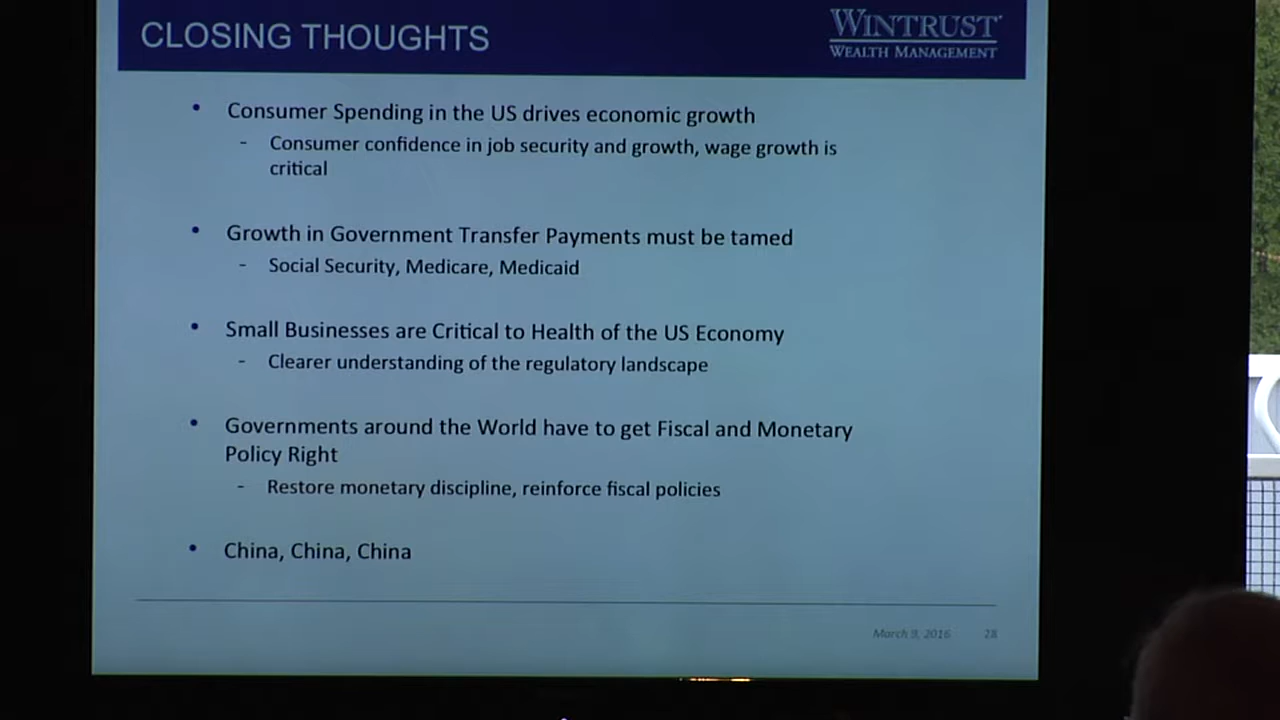 CLOSING THOUGHTS
WINTRUST
WEALTH MANAGEMENT
• Consumer Spending in the US drives economic growth
- Consumer confidence in job security and growth, wage growth is
critical
• Growth in Government Transfer Payments must be tamed
- Social Security, Medicare, Medicaid
• Small Businesses are Critical to Health of the US Economy
- Clearer understanding of the regulatory landscape
• Governments around the World have to get Fiscal and Monetary
Policy Right
- Restore monetary discipline, reinforce fiscal policies
• China, China, China
March 9, 2016 28